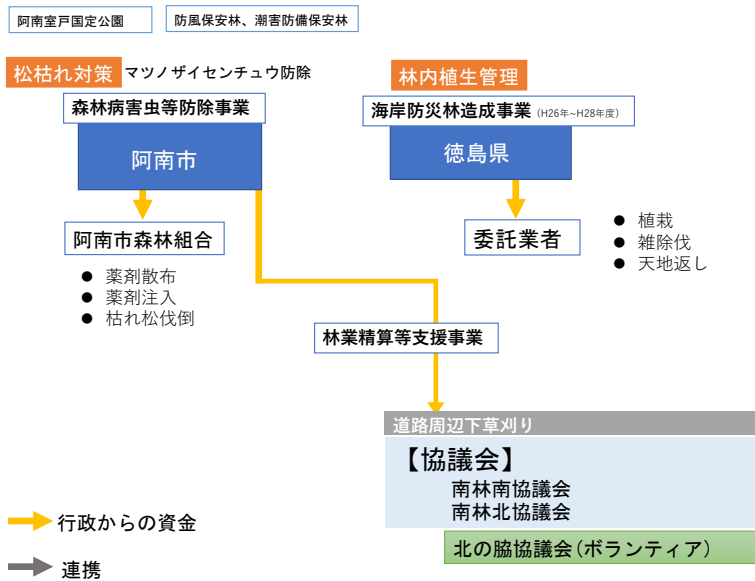 阿南室戸国定公園
防風保安林、潮害防備保安林
松枯れ対策
マツノザイセンチュウ防除
林内植生管理
森林病害虫等防除事業
海岸防災林造成事業 (H26年~H28年度)
阿南市
徳島県
阿南市森林組合
委託業者
● 植栽
● 雑除伐
● 天地返し
● 薬剤散布
● 薬剤注入
● 枯れ松伐倒
林業精算等支援事業
道路周辺下草刈り
【協議会】
南林南協議会
南林北協議会
北の脇協議会(ボランティア)
行政からの資金
連携